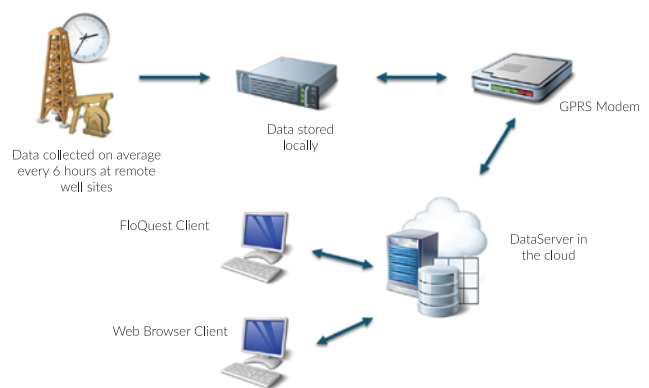 Data collected on average
every 6 hours at remote
well sites
Data stored
locally
GPRS Modem
FloQuest Client
DataServer in
the cloud
Web Browser Client